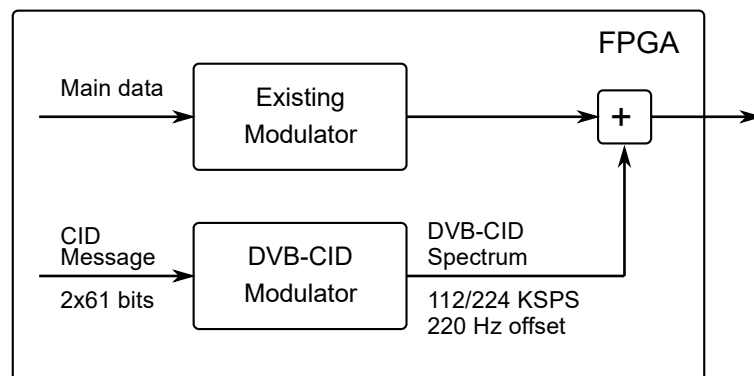 FPGA
Main data
Existing
Modulator
+
CID
Message
2x61 bits
DVB-CID
Modulator
DVB-CID
Spectrum
112/224 KSPS
220 Hz offset